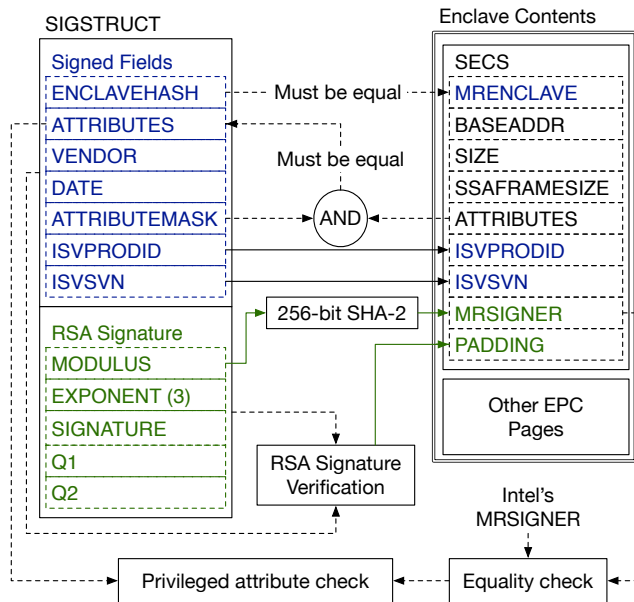 SIGSTRUCT
Signed Fields
ENCLAVEHASH
ATTRIBUTES
VENDOR
DATE
ATTRIBUTEMASK
ISVPRODID
ISVSVN
RSA Signature
MODULUS
EXPONENT (3)
SIGNATURE
Q1
Q2
Must be equal
Must be equal
AND
256-bit SHA-2
RSA Signature
Verification
Enclave Contents
SECS
MRENCLAVE
BASEADDR
SIZE
SSAFRAMESIZE
ATTRIBUTES
ISVPRODID
ISVSVN
MRSIGNER
PADDING
Other EPC
Pages
Intel's
MRSIGNER
Privileged attribute check
Equality check